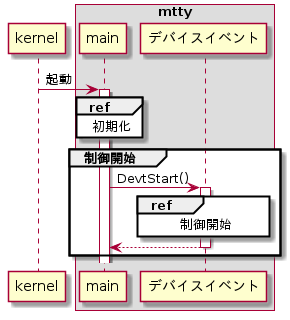 mtty
kernel
main
デバイスイベント
起動
ref
初期化
制御開始
DevtStart()
ref
制御開始
kernel
main
デバイスイベント